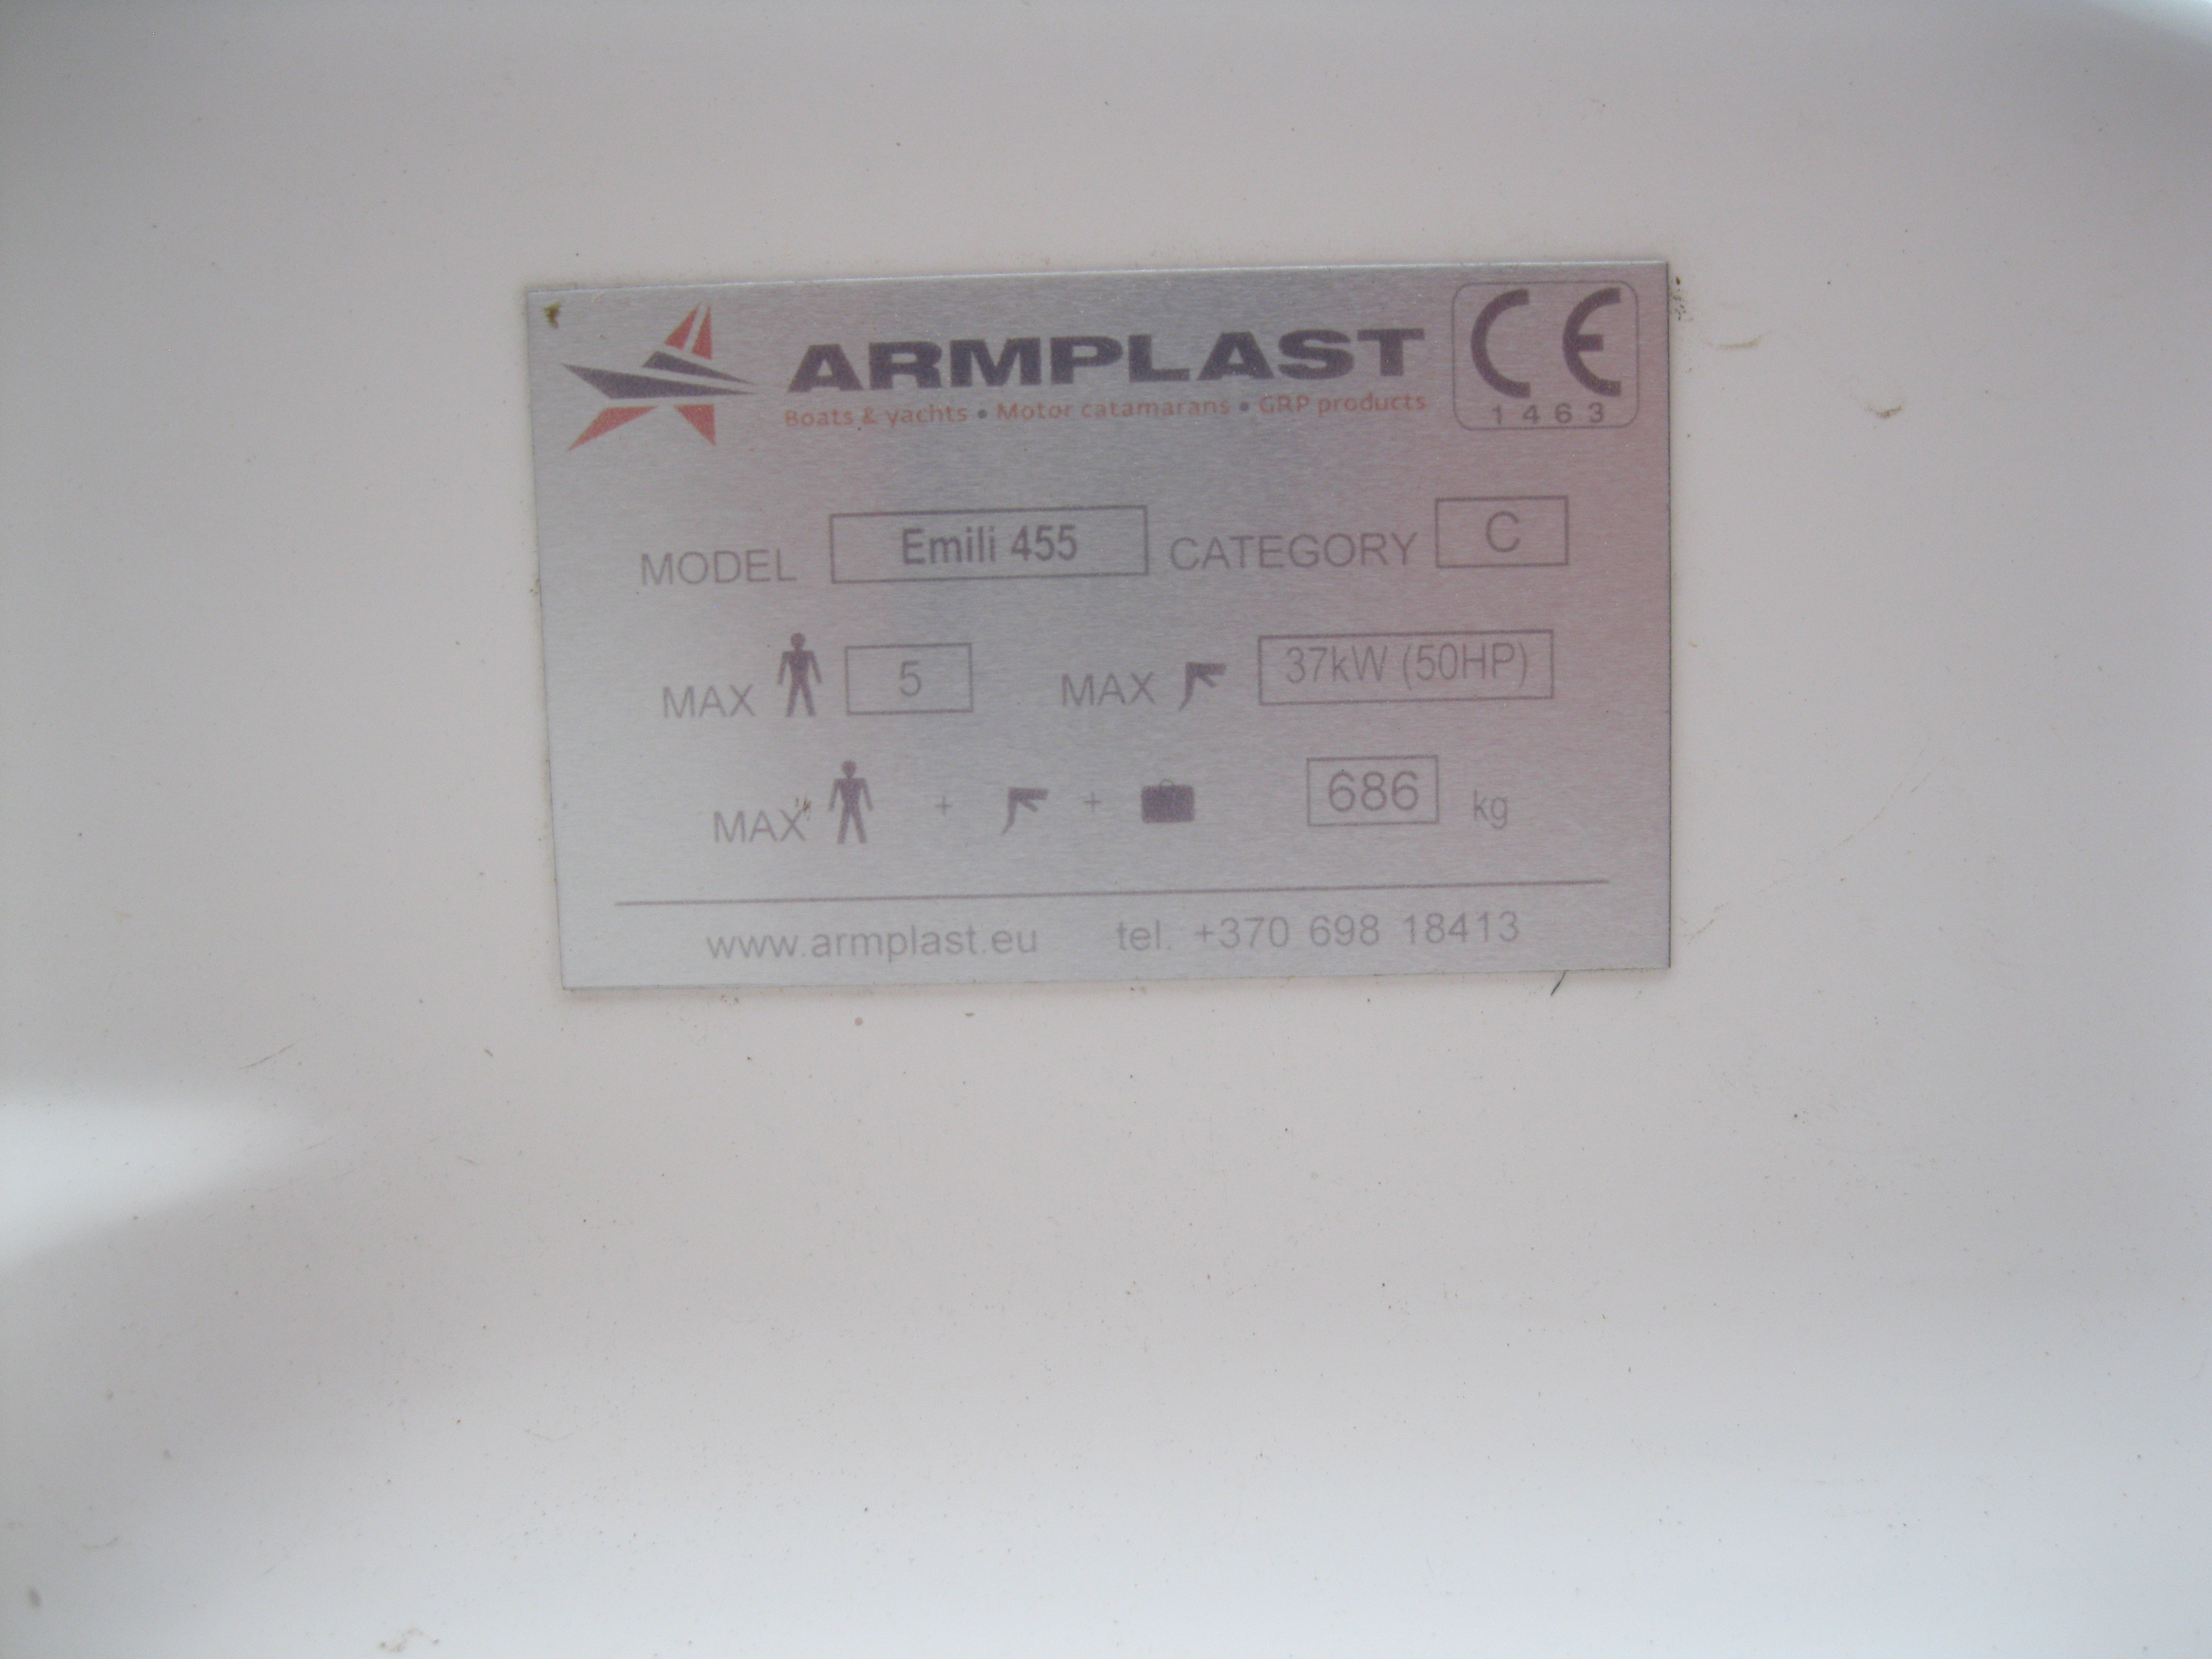 ARMPLAST CE
Boats & yachts • Motor catamarans • GRP products 1463
MODEL Emili 455 CATEGORY C
MAX 5 MAX 37kW (50HP)
MAX + + 686 kg
www.armplast.eu tel. +370 698 18413